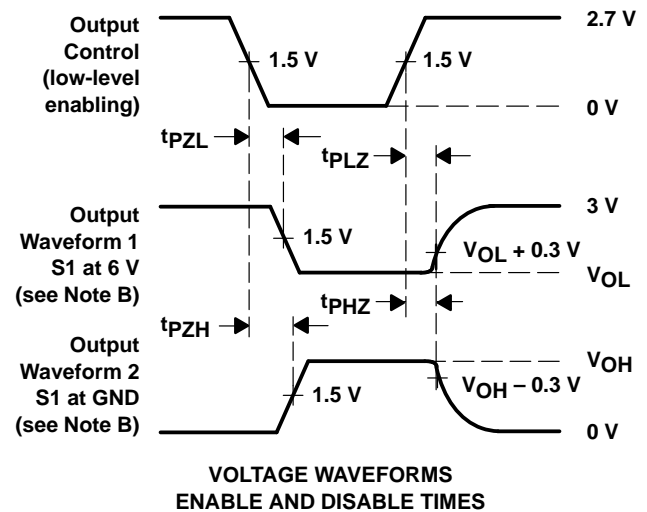 Output
Control
(low-level
enabling)
2.7 V
1.5 V
1.5 V
0 V
tPZL
tPLZ
Output
Waveform 1
S1 at 6 V
(see Note B)
3 V
1.5 V
VOL + 0.3 V
VOL
tPZH
tPHZ
Output
Waveform 2
S1 at GND
(see Note B)
VOH
1.5 V
VOH – 0.3 V
0 V
VOLTAGE WAVEFORMS
ENABLE AND DISABLE TIMES